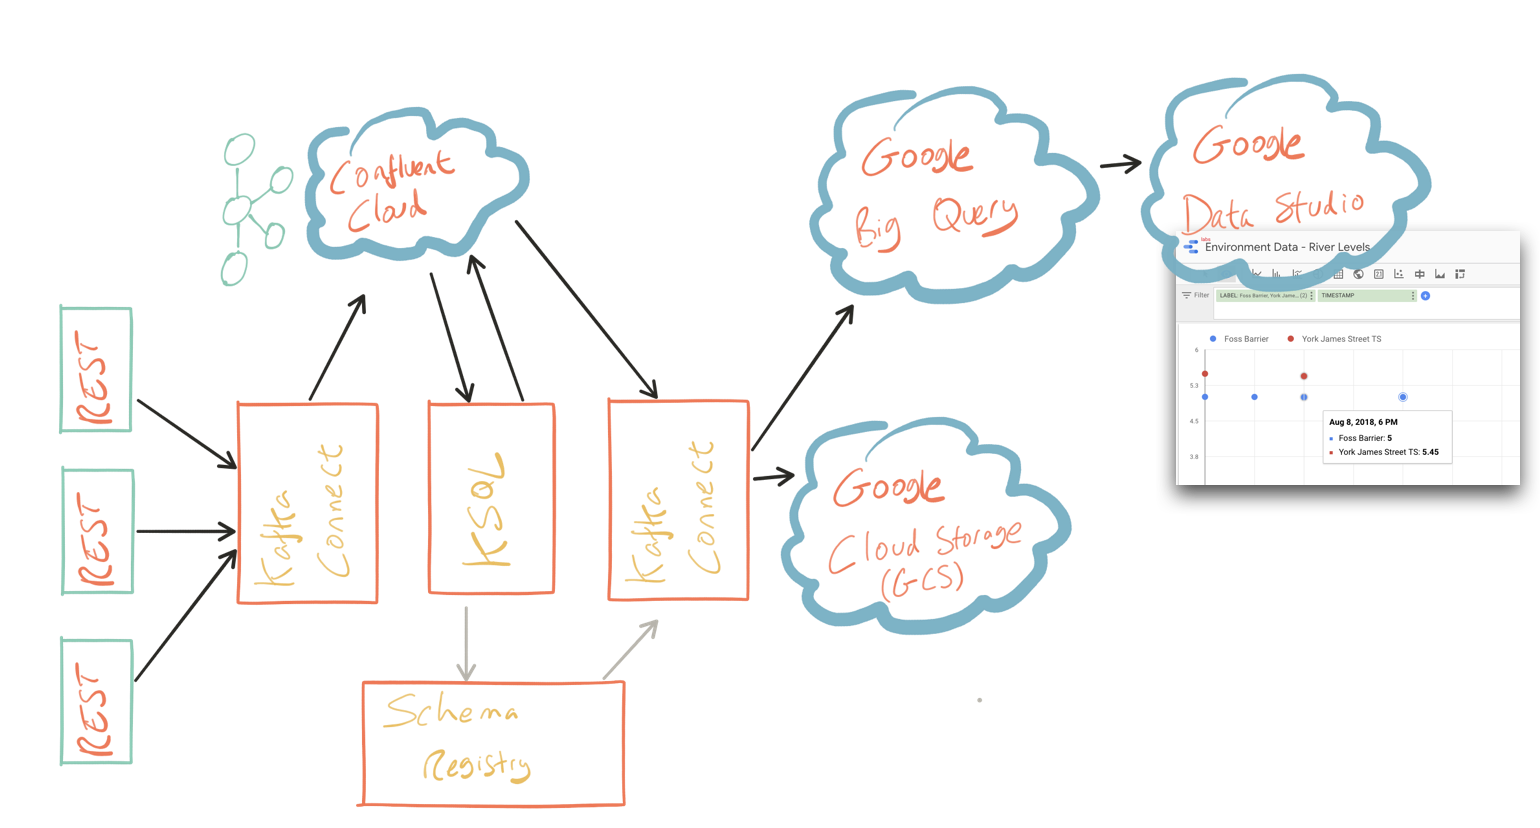 Confluent
Cloud
Google
Big Query
Google
Data Studio
REST
REST
REST
Kafka
Connect
KSQL
Kafka
Connect
Google
Cloud Storage
(GCS)
Schema
Registry
labs
Environment Data - River Levels
Filter
LABEL: Foss Barrier, York Jame... (2)
TIMESTAMP
Foss Barrier
York James Street TS
6
5.3
4.5
3.8
Aug 8, 2018, 6 PM
Foss Barrier: 5
York James Street TS: 5.45